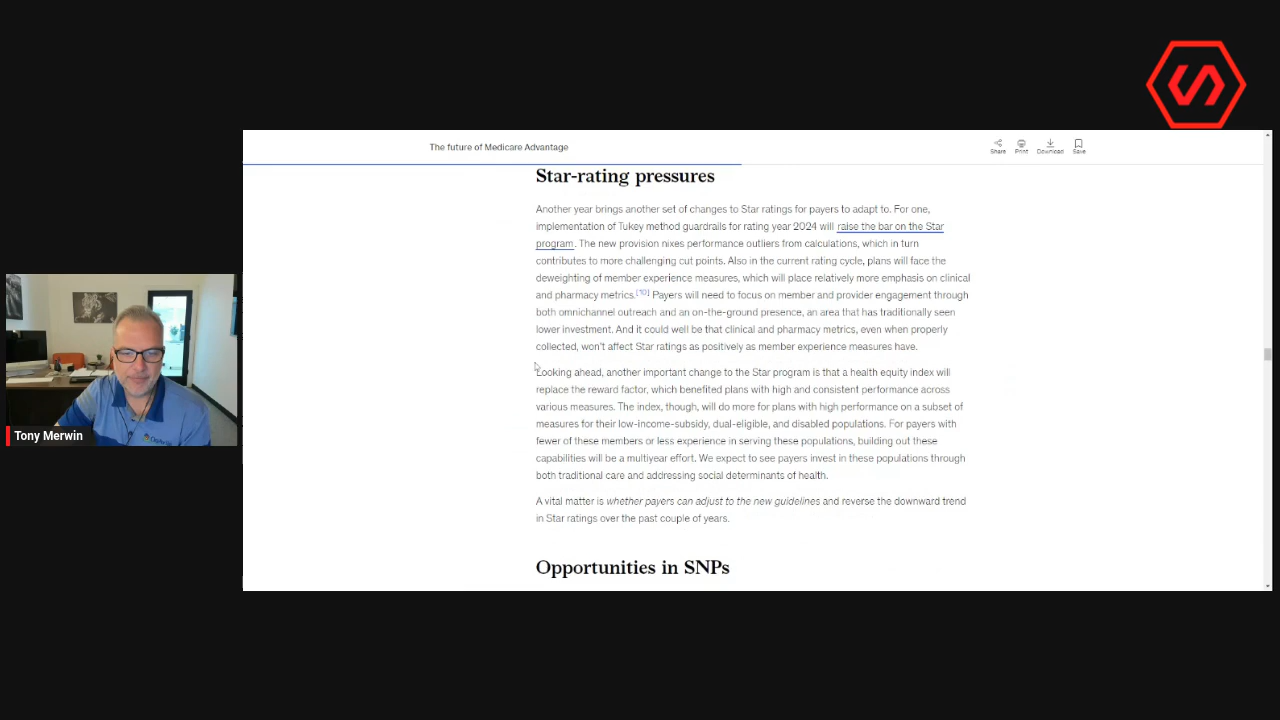 The future of Medicare Advantage
Share
Print
Download
Save
Star-rating pressures
Another year brings another set of changes to Star ratings for payers to adapt to. For one,
implementation of Tukey method guardrails for rating year 2024 will raise the bar on the Star
program. The new provision nixes performance outliers from calculations, which in turn
contributes to more challenging cut points. Also in the current rating cycle, plans will face the
deweighting of member experience measures, which will place relatively more emphasis on clinical
and pharmacy metrics.[10] Payers will need to focus on member and provider engagement through
both omnichannel outreach and an on-the-ground presence, an area that has traditionally seen
lower investment. And it could well be that clinical and pharmacy metrics, even when properly
collected, won't affect Star ratings as positively as member experience measures have.
Looking ahead, another important change to the Star program is that a health equity index will
replace the reward factor, which benefited plans with high and consistent performance across
various measures. The index, though, will do more for plans with high performance on a subset of
measures for their low-income-subsidy, dual-eligible, and disabled populations. For payers with
fewer of these members or less experience in serving these populations, building out these
capabilities will be a multiyear effort. We expect to see payers invest in these populations through
both traditional care and addressing social determinants of health.
A vital matter is whether payers can adjust to the new guidelines and reverse the downward trend
in Star ratings over the past couple of years.
Opportunities in SNPs
Tony Merwin